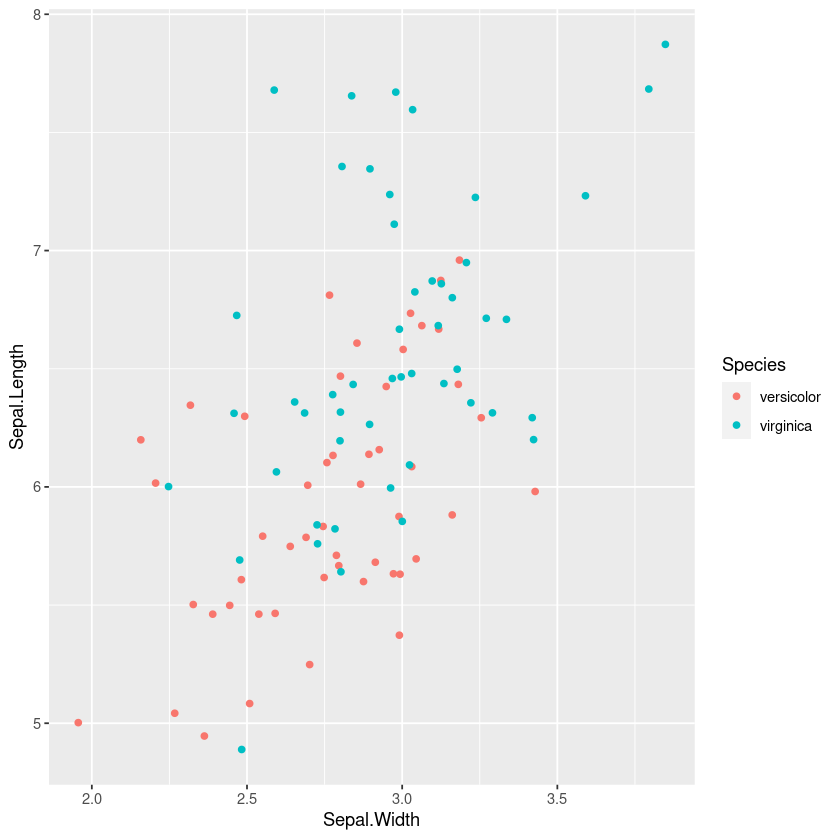 8
7
6
5
Sepal.Length
2.0 2.5 3.0 3.5
Sepal.Width
Species
versicolor
virginica